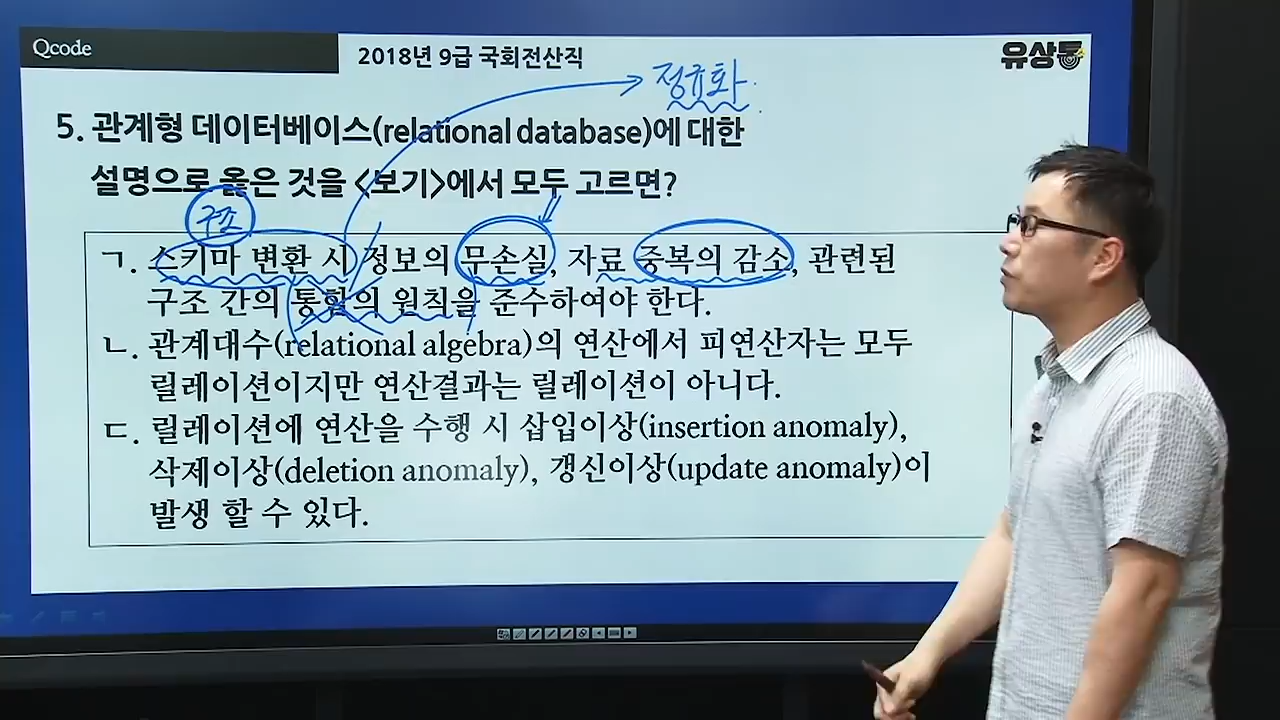 Qcode
2018년 9급 국회전산직
유상통
정규화
5. 관계형 데이터베이스(relational database)에 대한
설명으로 옳은 것을 <보기>에서 모두 고르면?
구조
ㄱ. 스키마 변환 시 정보의 무손실, 자료 중복의 감소, 관련된
구조 간의 통합의 원칙을 준수하여야 한다.
ㄴ. 관계대수(relational algebra)의 연산에서 피연산자는 모두
릴레이션이지만 연산결과는 릴레이션이 아니다.
ㄷ. 릴레이션에 연산을 수행 시 삽입이상(insertion anomaly),
삭제이상(deletion anomaly), 갱신이상(update anomaly)이
발생 할 수 있다.